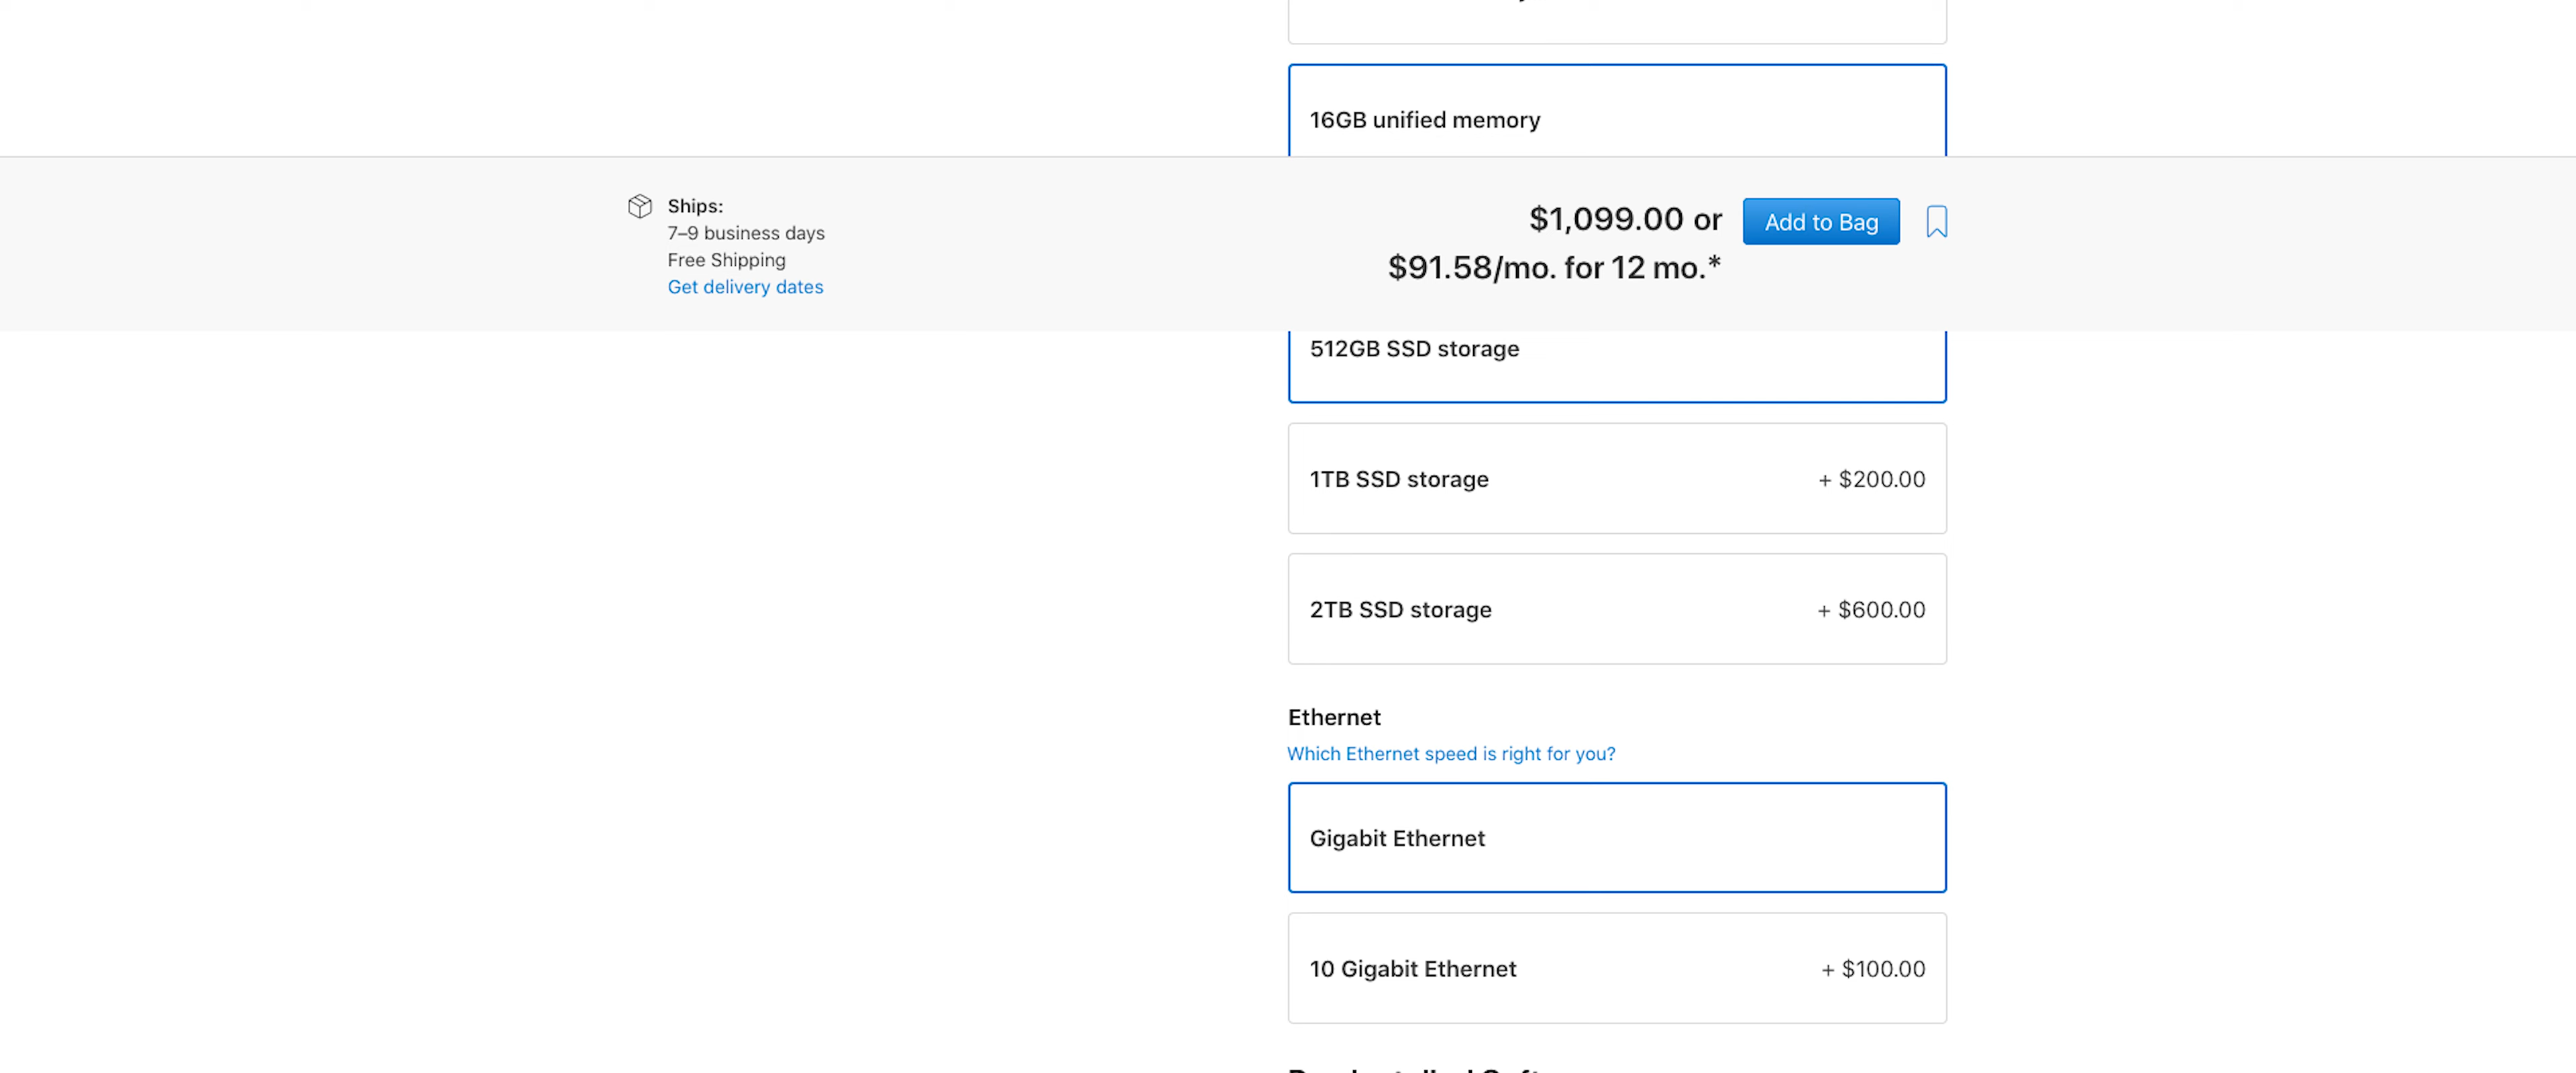 16GB unified memory
Ships:
7–9 business days
Free Shipping
Get delivery dates
$1,099.00 or
$91.58/mo. for 12 mo.*
Add to Bag
512GB SSD storage
1TB SSD storage + $200.00
2TB SSD storage + $600.00
Ethernet
Which Ethernet speed is right for you?
Gigabit Ethernet
10 Gigabit Ethernet + $100.00